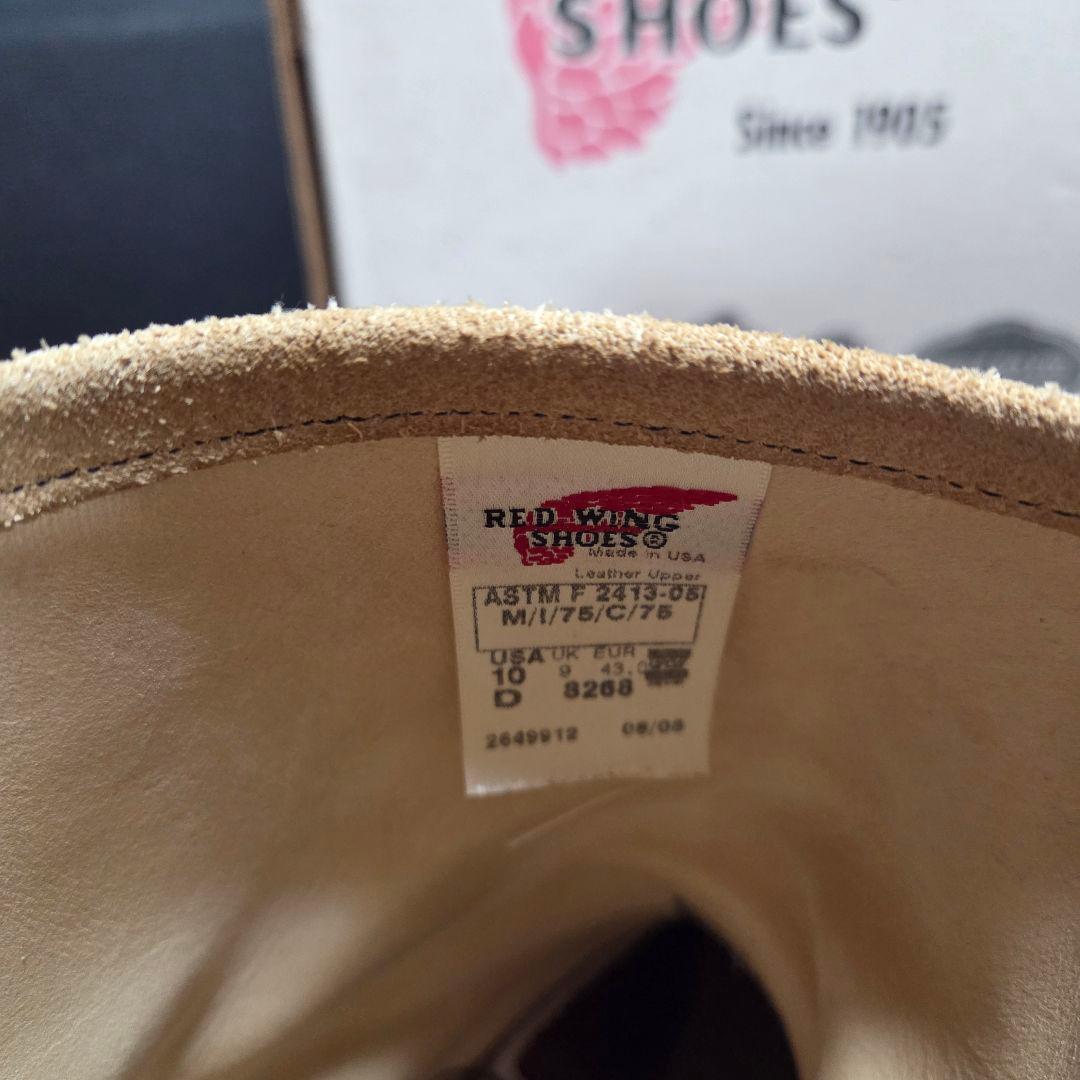 SHOES
Since 1905
RED WING
SHOES®
Made in USA
Leather Upper
ASTM F 2413-05
M/I/75/C/75
USA UK EUR
10 9 43.0
D 8268
2649912 08/08